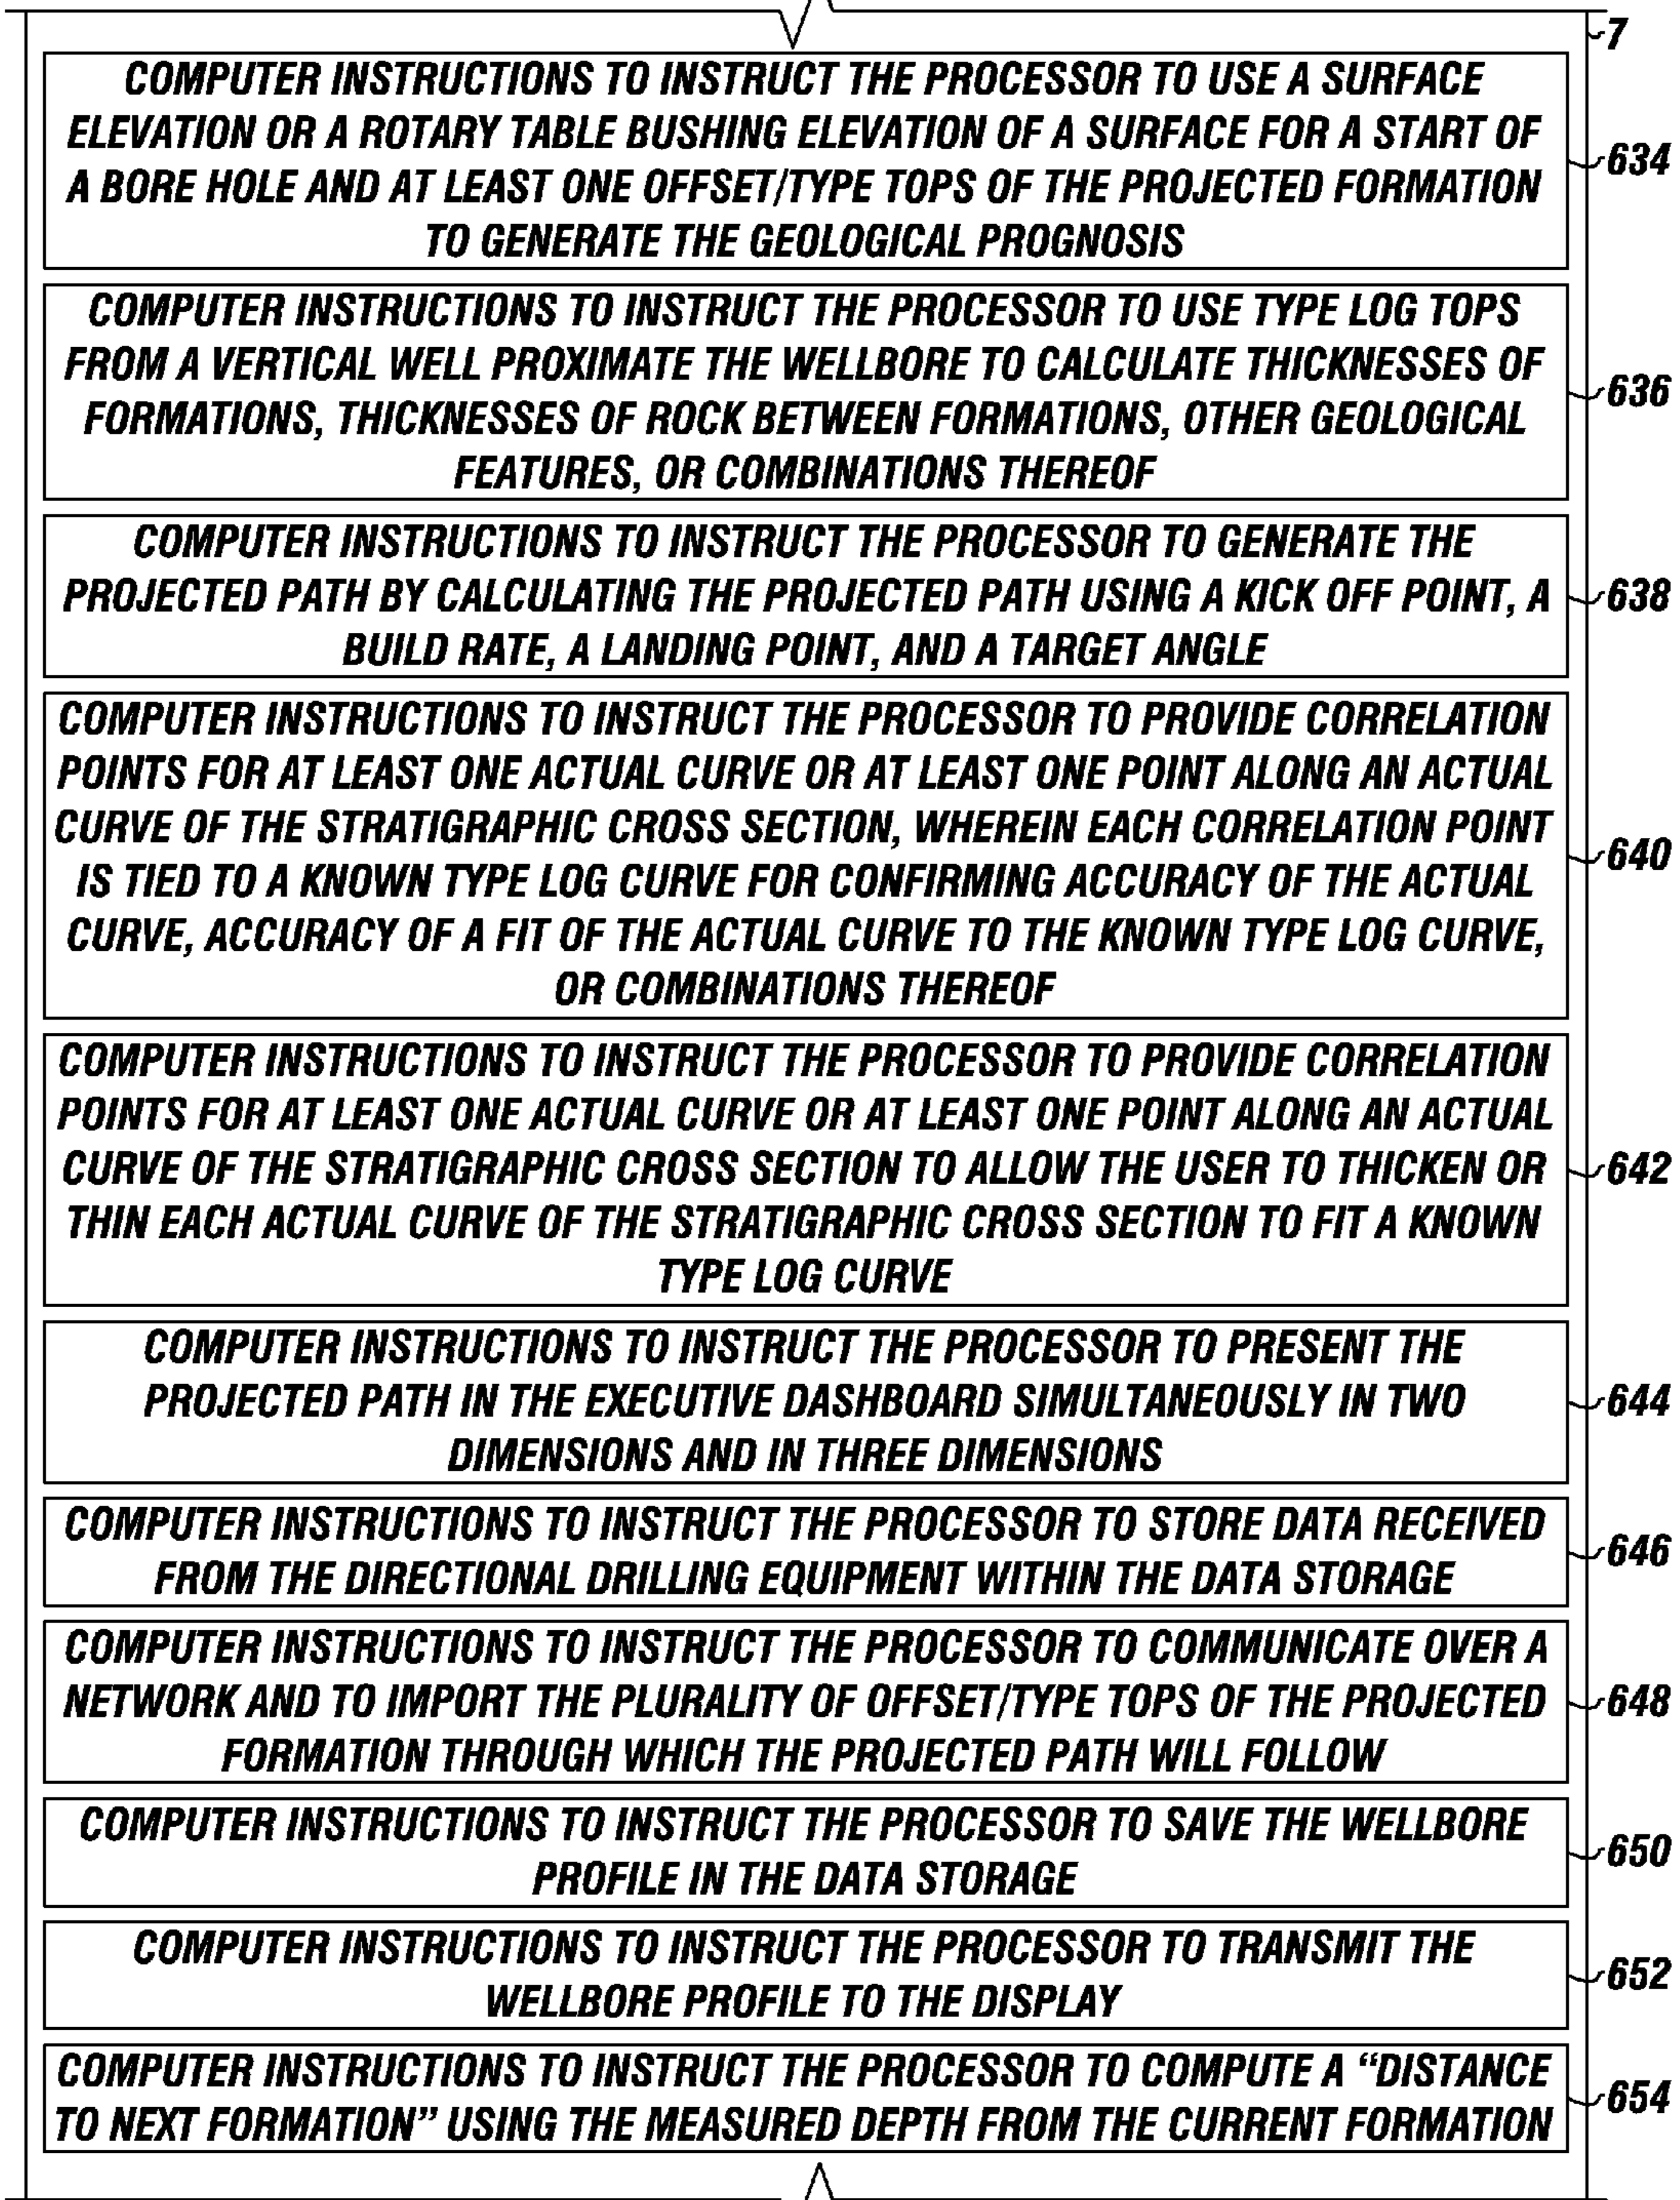 7
COMPUTER INSTRUCTIONS TO INSTRUCT THE PROCESSOR TO USE A SURFACE
ELEVATION OR A ROTARY TABLE BUSHING ELEVATION OF A SURFACE FOR A START OF
A BORE HOLE AND AT LEAST ONE OFFSET/TYPE TOPS OF THE PROJECTED FORMATION
TO GENERATE THE GEOLOGICAL PROGNOSIS
634
COMPUTER INSTRUCTIONS TO INSTRUCT THE PROCESSOR TO USE TYPE LOG TOPS
FROM A VERTICAL WELL PROXIMATE THE WELLBORE TO CALCULATE THICKNESSES OF
FORMATIONS, THICKNESSES OF ROCK BETWEEN FORMATIONS, OTHER GEOLOGICAL
FEATURES, OR COMBINATIONS THEREOF
636
COMPUTER INSTRUCTIONS TO INSTRUCT THE PROCESSOR TO GENERATE THE
PROJECTED PATH BY CALCULATING THE PROJECTED PATH USING A KICK OFF POINT, A
BUILD RATE, A LANDING POINT, AND A TARGET ANGLE
638
COMPUTER INSTRUCTIONS TO INSTRUCT THE PROCESSOR TO PROVIDE CORRELATION
POINTS FOR AT LEAST ONE ACTUAL CURVE OR AT LEAST ONE POINT ALONG AN ACTUAL
CURVE OF THE STRATIGRAPHIC CROSS SECTION, WHEREIN EACH CORRELATION POINT
IS TIED TO A KNOWN TYPE LOG CURVE FOR CONFIRMING ACCURACY OF THE ACTUAL
CURVE, ACCURACY OF A FIT OF THE ACTUAL CURVE TO THE KNOWN TYPE LOG CURVE,
OR COMBINATIONS THEREOF
640
COMPUTER INSTRUCTIONS TO INSTRUCT THE PROCESSOR TO PROVIDE CORRELATION
POINTS FOR AT LEAST ONE ACTUAL CURVE OR AT LEAST ONE POINT ALONG AN ACTUAL
CURVE OF THE STRATIGRAPHIC CROSS SECTION TO ALLOW THE USER TO THICKEN OR
THIN EACH ACTUAL CURVE OF THE STRATIGRAPHIC CROSS SECTION TO FIT A KNOWN
TYPE LOG CURVE
642
COMPUTER INSTRUCTIONS TO INSTRUCT THE PROCESSOR TO PRESENT THE
PROJECTED PATH IN THE EXECUTIVE DASHBOARD SIMULTANEOUSLY IN TWO
DIMENSIONS AND IN THREE DIMENSIONS
644
COMPUTER INSTRUCTIONS TO INSTRUCT THE PROCESSOR TO STORE DATA RECEIVED
FROM THE DIRECTIONAL DRILLING EQUIPMENT WITHIN THE DATA STORAGE
646
COMPUTER INSTRUCTIONS TO INSTRUCT THE PROCESSOR TO COMMUNICATE OVER A
NETWORK AND TO IMPORT THE PLURALITY OF OFFSET/TYPE TOPS OF THE PROJECTED
FORMATION THROUGH WHICH THE PROJECTED PATH WILL FOLLOW
648
COMPUTER INSTRUCTIONS TO INSTRUCT THE PROCESSOR TO SAVE THE WELLBORE
PROFILE IN THE DATA STORAGE
650
COMPUTER INSTRUCTIONS TO INSTRUCT THE PROCESSOR TO TRANSMIT THE
WELLBORE PROFILE TO THE DISPLAY
652
COMPUTER INSTRUCTIONS TO INSTRUCT THE PROCESSOR TO COMPUTE A “DISTANCE
TO NEXT FORMATION” USING THE MEASURED DEPTH FROM THE CURRENT FORMATION
654